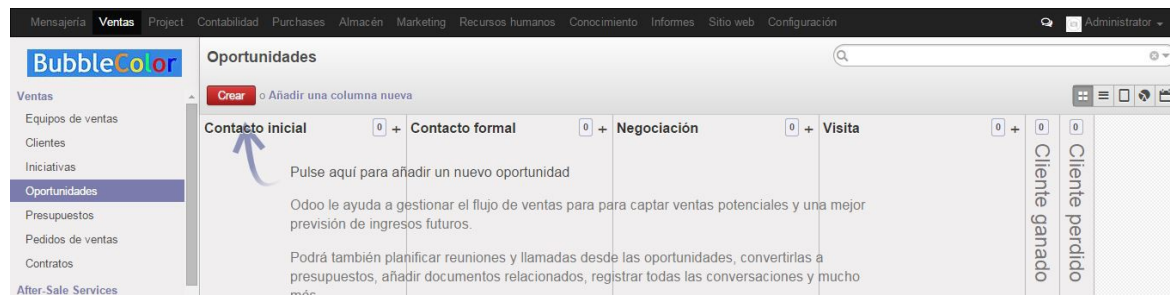 Mensajería Ventas Project Contabilidad Purchases Almacén Marketing Recursos humanos Conocimiento Informes Sitio web Configuración Administrator
BubbleColor
Oportunidades
Crear o Añadir una columna nueva
Ventas
Equipos de ventas
Clientes
Iniciativas
Oportunidades
Presupuestos
Pedidos de ventas
Contratos
After-Sale Services
Contacto inicial 0 + Contacto formal 0 + Negociación 0 + Visita 0 + 0 0
Cliente ganado
Cliente perdido
Pulse aquí para añadir un nuevo oportunidad
Odoo le ayuda a gestionar el flujo de ventas para para captar ventas potenciales y una mejor
previsión de ingresos futuros.
Podrá también planificar reuniones y llamadas desde las oportunidades, convertirlas a
presupuestos, añadir documentos relacionados, registrar todas las conversaciones y mucho
más.